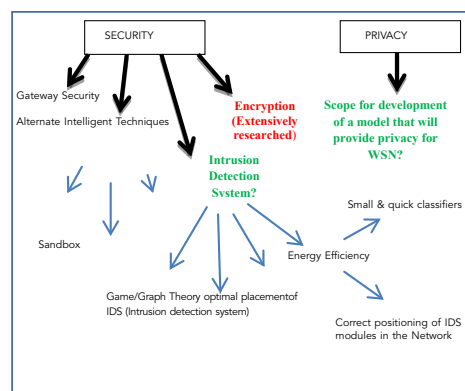 SECURITY
PRIVACY
Gateway Security
Alternate Intelligent Techniques
Encryption
(Extensively
researched)
Scope for development
of a model that will
provide privacy for
WSN?
Intrusion
Detection
System?
Small & quick classifiers
Sandbox
Energy Efficiency
Game/Graph Theory optimal placementof
IDS (Intrusion detection system)
Correct positioning of IDS
modules in the Network